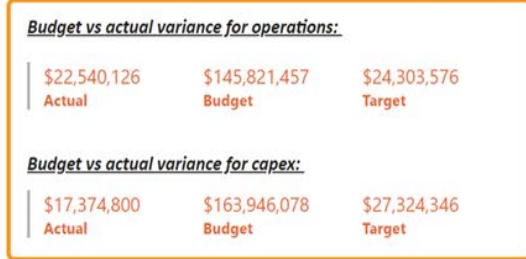 Budget vs actual variance for operations:
$22,540,126 $145,821,457 $24,303,576
Actual Budget Target
Budget vs actual variance for capex:
$17,374,800 $163,946,078 $27,324,346
Actual Budget Target